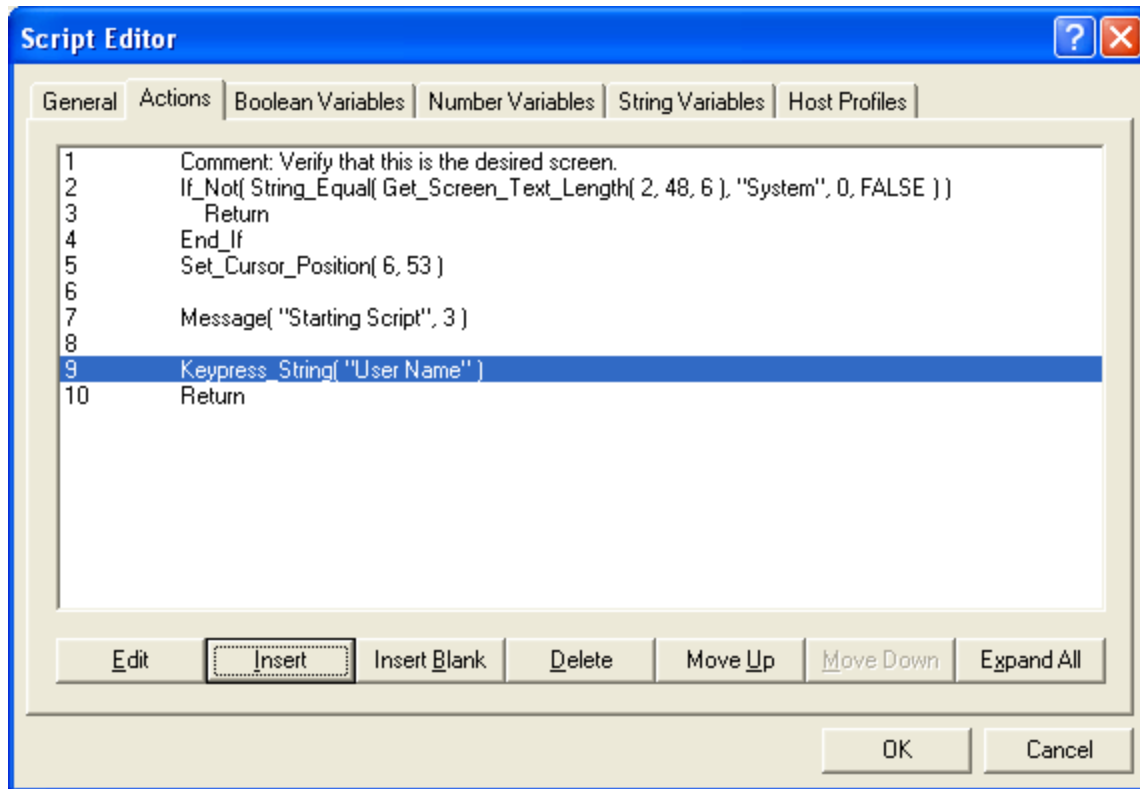 Script Editor
General Actions Boolean Variables Number Variables String Variables Host Profiles
1 Comment: Verify that this is the desired screen.
2 If_Not( String_Equal( Get_Screen_Text_Length( 2, 48, 6 ), "System", 0, FALSE ) )
3 Return
4 End_If
5 Set_Cursor_Position( 6, 53 )
6
7 Message( "Starting Script", 3 )
8
9 Keypress_String( "User Name" )
10 Return
Edit Insert Insert Blank Delete Move Up Move Down Expand All
OK Cancel